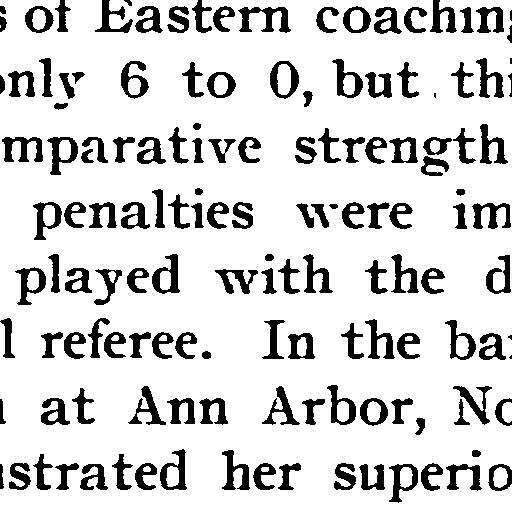 of Eastern coaching
only 6 to 0, but thi
mparative strength
penalties were im
played with the d
l referee. In the ba
at Ann Arbor, No
ustrated her superio